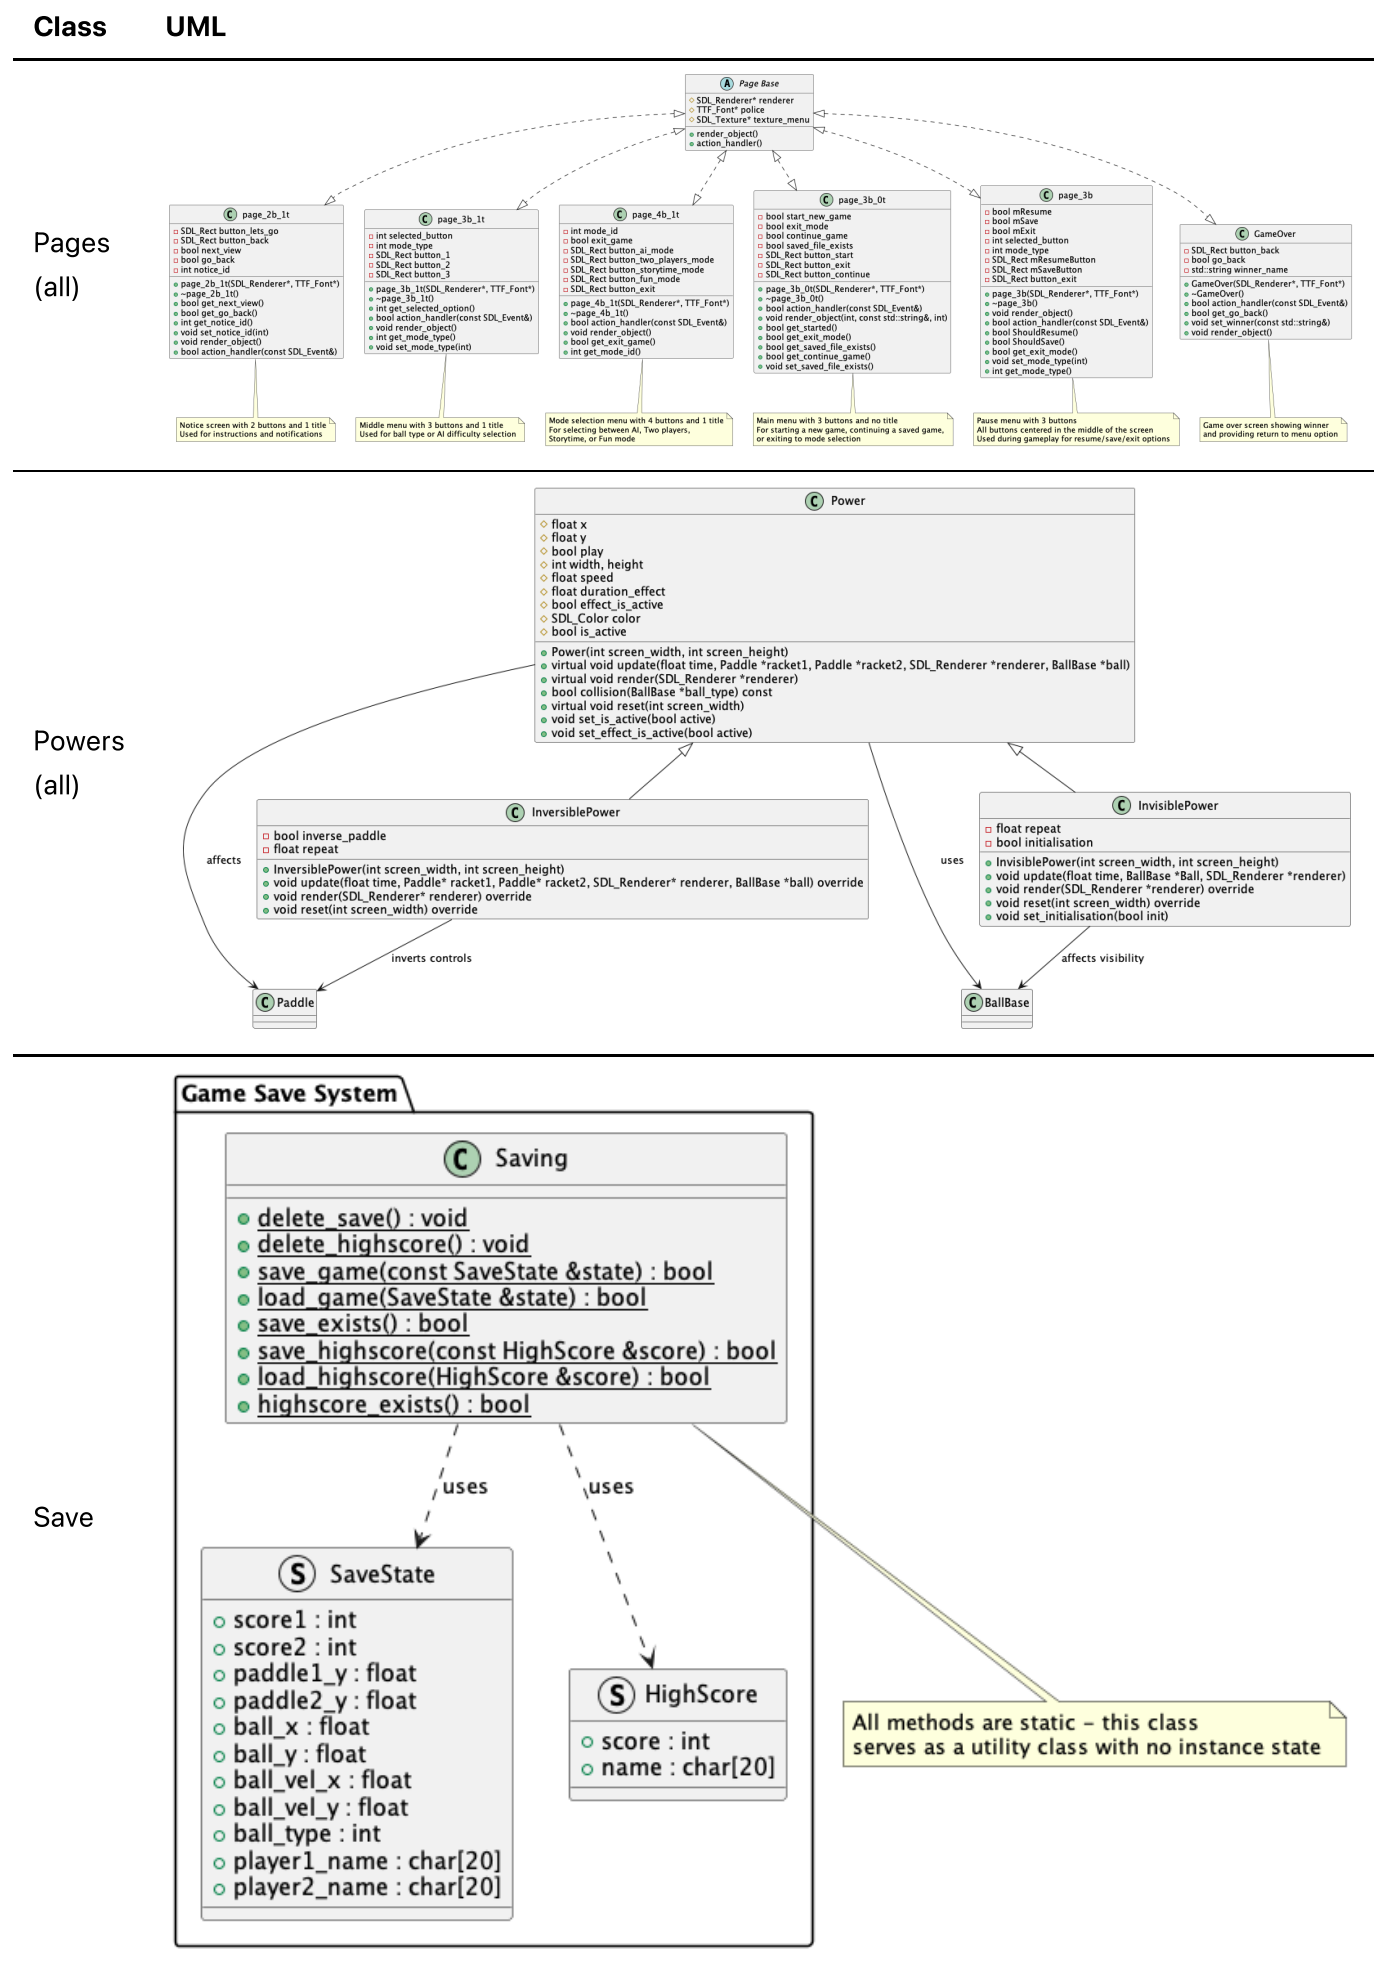 Class UML
Pages
(all)
A Page Base
SDL_Renderer* renderer
TTF_Font* police
SDL_Texture* texture_menu
render_object()
action_handler()
C page_2b_1t
SDL_Rect button_lets_go
SDL_Rect button_back
bool next_view
bool go_back
int notice_id
page_2b_1t(SDL_Renderer*, TTF_Font*)
~page_2b_1t()
bool get_next_view()
bool get_go_back()
int get_notice_id()
void set_notice_id(int)
void render_object()
bool action_handler(const SDL_Event&)
Notice screen with 2 buttons and 1 title
Used for instructions and notifications
C page_3b_1t
int selected_button
int mode_type
SDL_Rect button_1
SDL_Rect button_2
SDL_Rect button_3
page_3b_1t(SDL_Renderer*, TTF_Font*)
~page_3b_1t()
int get_selected_option()
bool action_handler(const SDL_Event&)
void render_object()
int get_mode_type()
void set_mode_type(int)
Middle menu with 3 buttons and 1 title
Used for ball type or AI difficulty selection
C page_4b_1t
int mode_id
bool exit_game
SDL_Rect button_ai_mode
SDL_Rect button_two_players_mode
SDL_Rect button_storytime_mode
SDL_Rect button_fun_mode
SDL_Rect button_exit
page_4b_1t(SDL_Renderer*, TTF_Font*)
~page_4b_1t()
bool action_handler(const SDL_Event&)
void render_object()
bool get_exit_game()
int get_mode_id()
Mode selection menu with 4 buttons and 1 title
For selecting between AI, Two players,
Storytime, or Fun mode
C page_3b_0t
bool start_new_game
bool exit_mode
bool continue_game
bool saved_file_exists
SDL_Rect button_start
SDL_Rect button_exit
SDL_Rect button_continue
page_3b_0t(SDL_Renderer*, TTF_Font*)
~page_3b_0t()
bool action_handler(const SDL_Event&)
void render_object(int, const std::string&, int)
bool get_started()
bool get_exit_mode()
bool get_saved_file_exists()
bool get_continue_game()
void set_saved_file_exists()
Main menu with 3 buttons and no title
For starting a new game, continuing a saved game,
or exiting to mode selection
C page_3b
bool mResume
bool mSave
bool mExit
int selected_button
int mode_type
SDL_Rect mResumeButton
SDL_Rect mSaveButton
SDL_Rect button_exit
page_3b(SDL_Renderer*, TTF_Font*)
~page_3b()
void render_object()
bool action_handler(const SDL_Event&)
bool ShouldResume()
bool ShouldSave()
bool get_exit_mode()
void set_mode_type(int)
int get_mode_type()
Pause menu with 3 buttons
All buttons centered in the middle of the screen
Used during gameplay for resume/save/exit options
C GameOver
SDL_Rect button_back
bool go_back
std::string winner_name
GameOver(SDL_Renderer*, TTF_Font*)
~GameOver()
bool action_handler(const SDL_Event&)
bool get_go_back()
void set_winner(const std::string&)
void render_object()
Game over screen showing winner
and providing return to menu option
Powers
(all)
C Power
float x
float y
bool play
int width, height
float speed
float duration_effect
bool effect_is_active
SDL_Color color
bool is_active
Power(int screen_width, int screen_height)
virtual void update(float time, Paddle *racket1, Paddle *racket2, SDL_Renderer *renderer, BallBase *ball)
virtual void render(SDL_Renderer *renderer)
bool collision(BallBase *ball_type) const
virtual void reset(int screen_width)
void set_is_active(bool active)
void set_effect_is_active(bool active)
C InversiblePower
bool inverse_paddle
float repeat
InversiblePower(int screen_width, int screen_height)
void update(float time, Paddle* racket1, Paddle* racket2, SDL_Renderer* renderer, BallBase *ball) override
void render(SDL_Renderer* renderer) override
void reset(int screen_width) override
C InvisiblePower
float repeat
bool initialisation
InvisiblePower(int screen_width, int screen_height)
void update(float time, BallBase *Ball, SDL_Renderer *renderer)
void render(SDL_Renderer *renderer) override
void reset(int screen_width) override
void set_initialisation(bool init)
affects
uses
inverts controls
affects visibility
C Paddle
C BallBase
Save
Game Save System
C Saving
delete_save() : void
delete_highscore() : void
save_game(const SaveState &state) : bool
load_game(SaveState &state) : bool
save_exists() : bool
save_highscore(const HighScore &score) : bool
load_highscore(HighScore &score) : bool
highscore_exists() : bool
uses
uses
S SaveState
score1 : int
score2 : int
paddle1_y : float
paddle2_y : float
ball_x : float
ball_y : float
ball_vel_x : float
ball_vel_y : float
ball_type : int
player1_name : char[20]
player2_name : char[20]
S HighScore
score : int
name : char[20]
All methods are static – this class
serves as a utility class with no instance state